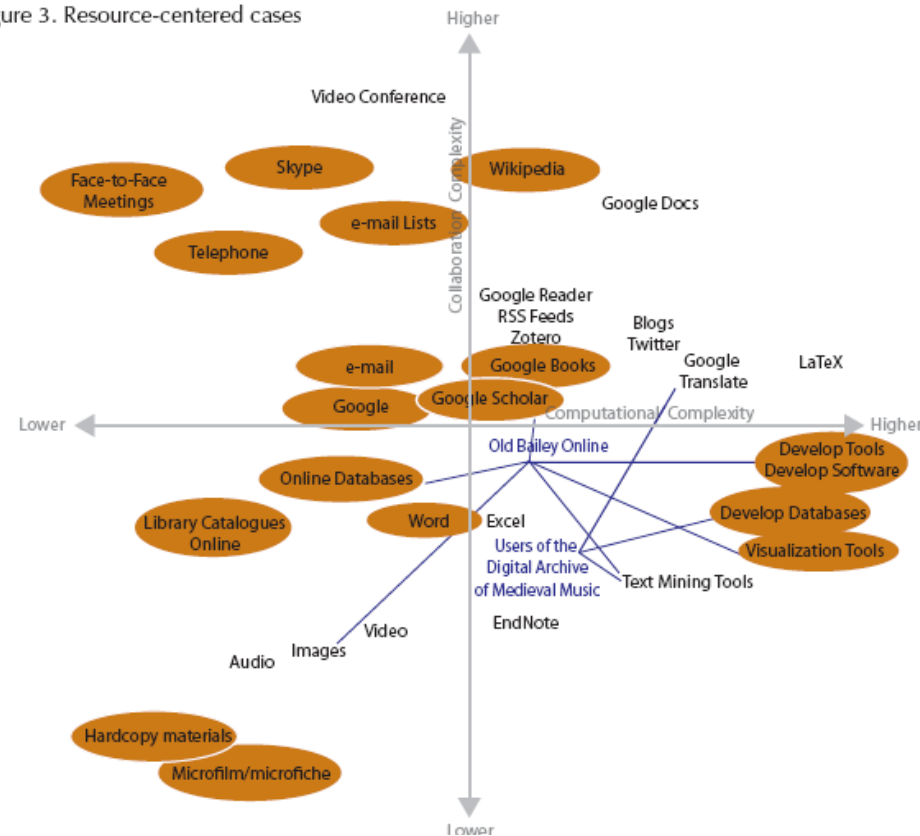 ure 3. Resource-centered cases
Higher
Video Conference
Collaboration Complexity
Skype
Wikipedia
Face-to-Face
Meetings
Google Docs
e-mail Lists
Telephone
Google Reader
RSS Feeds
Zotero
Blogs
Twitter
e-mail
Google Books
Google
Translate
LaTeX
Google
Google Scholar
Computational Complexity
Lower
Higher
Old Bailey Online
Develop Tools
Develop Software
Online Databases
Develop Databases
Library Catalogues
Online
Word
Excel
Users of the
Digital Archive
of Medieval Music
Visualization Tools
Text Mining Tools
EndNote
Video
Images
Audio
Hardcopy materials
Microfilm/microfiche
Lower